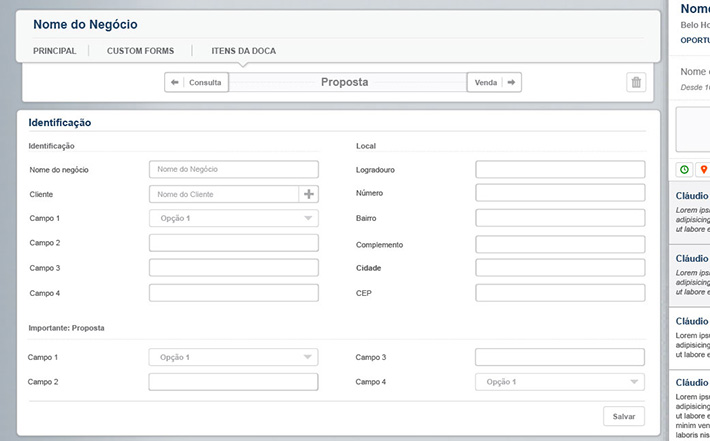 Nome do Negócio
PRINCIPAL
CUSTOM FORMS
ITENS DA DOCA
Consulta
Proposta
Venda
Identificação
Identificação
Nome do negócio
Nome do Negócio
Cliente
Nome do Cliente
Campo 1
Opção 1
Campo 2
Campo 3
Campo 4
Local
Logradouro
Número
Bairro
Complemento
Cidade
CEP
Importante: Proposta
Campo 1
Opção 1
Campo 2
Campo 3
Campo 4
Opção 1
Salvar
Nome
Belo Ho
OPORTU
Nome
Desde 1
Cláudio
Lorem ips
adipisicing
ut labore e
Cláudio
Lorem ips
adipisicing
ut labore e
Cláudio
Lorem ips
adipisicing
ut labore e
Cláudio
Lorem ips
adipisicing
ut labore e
minim ven
laboris nis